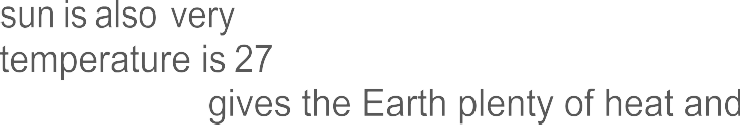 sun is also very
temperature is 27
gives the Earth plenty of heat and